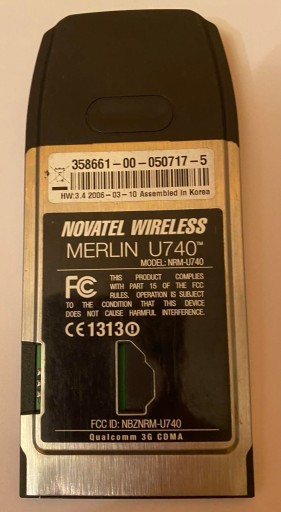 358661-00-050717-5
HW:3.4 2006-03-10 Assembled in Korea
NOVATEL WIRELESS
MERLIN U740™
MODEL: NRM-U740
FC
THIS PRODUCT COMPLIES
WITH PART 15 OF THE FCC
RULES. OPERATION IS SUBJECT
TO THE CONDITION THAT THIS DEVICE
DOES NOT CAUSE HARMFUL INTERFERENCE.
CE1313
FCC ID: NBZNRM-U740
Qualcomm 3G CDMA